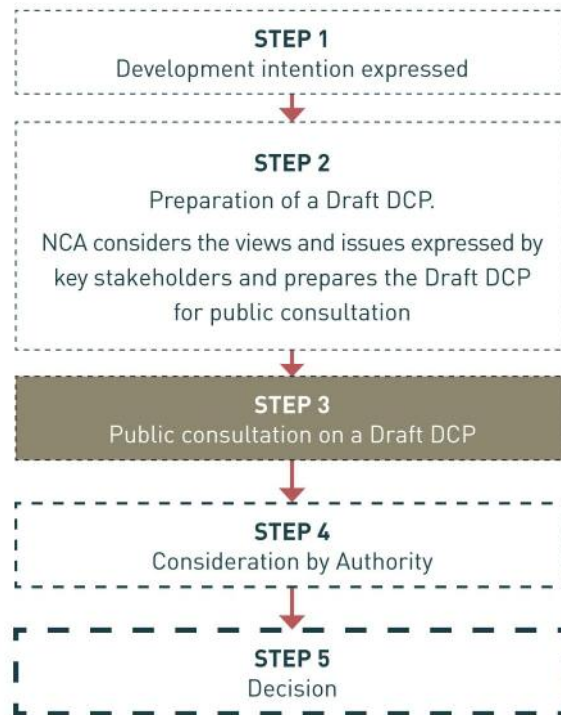 STEP 1
Development intention expressed
STEP 2
Preparation of a Draft DCP.
NCA considers the views and issues expressed by
key stakeholders and prepares the Draft DCP
for public consultation
STEP 3
Public consultation on a Draft DCP
STEP 4
Consideration by Authority
STEP 5
Decision